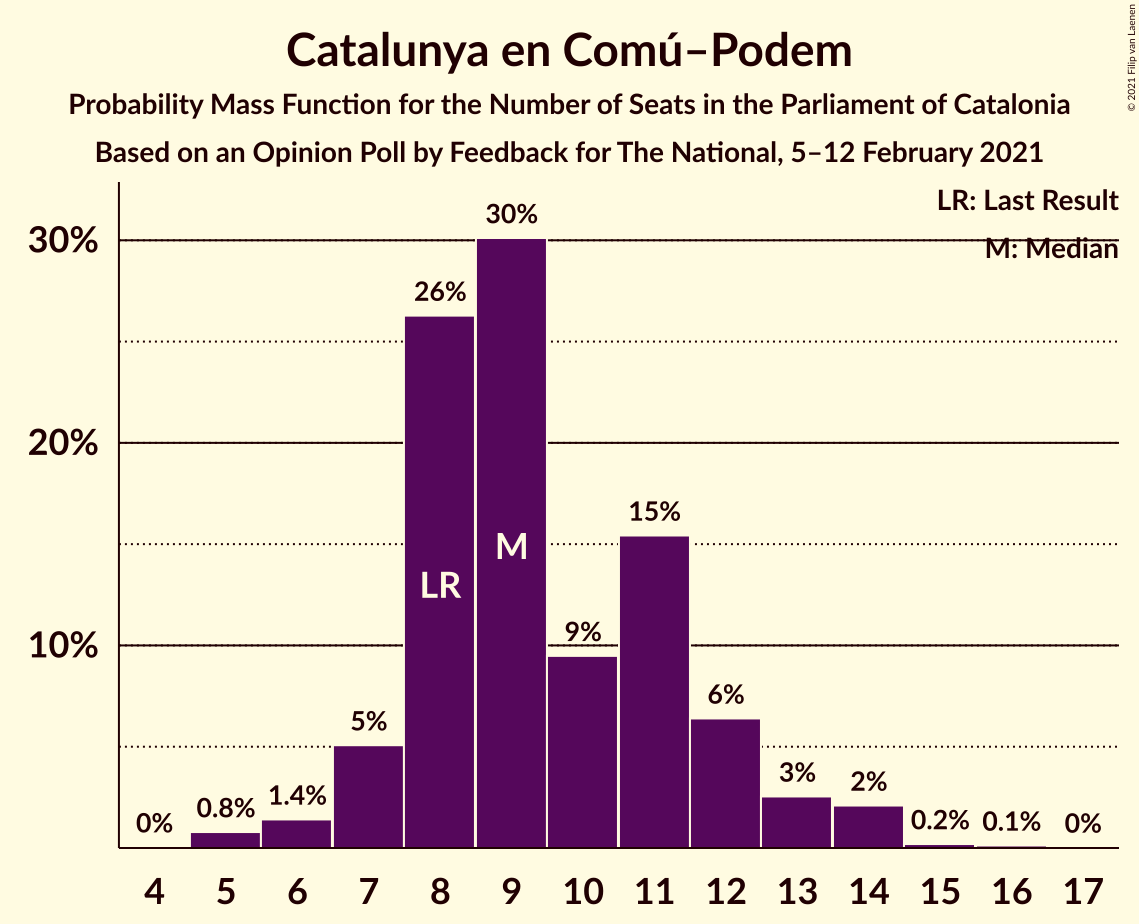 Catalunya en Comú–Podem
Probability Mass Function for the Number of Seats in the Parliament of Catalonia
Based on an Opinion Poll by Feedback for The National, 5–12 February 2021
© 2021 Filip van Laenen
LR: Last Result
M: Median
30%
20%
10%
0%
0.8%
1.4%
5%
26%
30%
9%
15%
6%
3%
2%
0.2%
0.1%
0%
LR
M
4 5 6 7 8 9 10 11 12 13 14 15 16 17